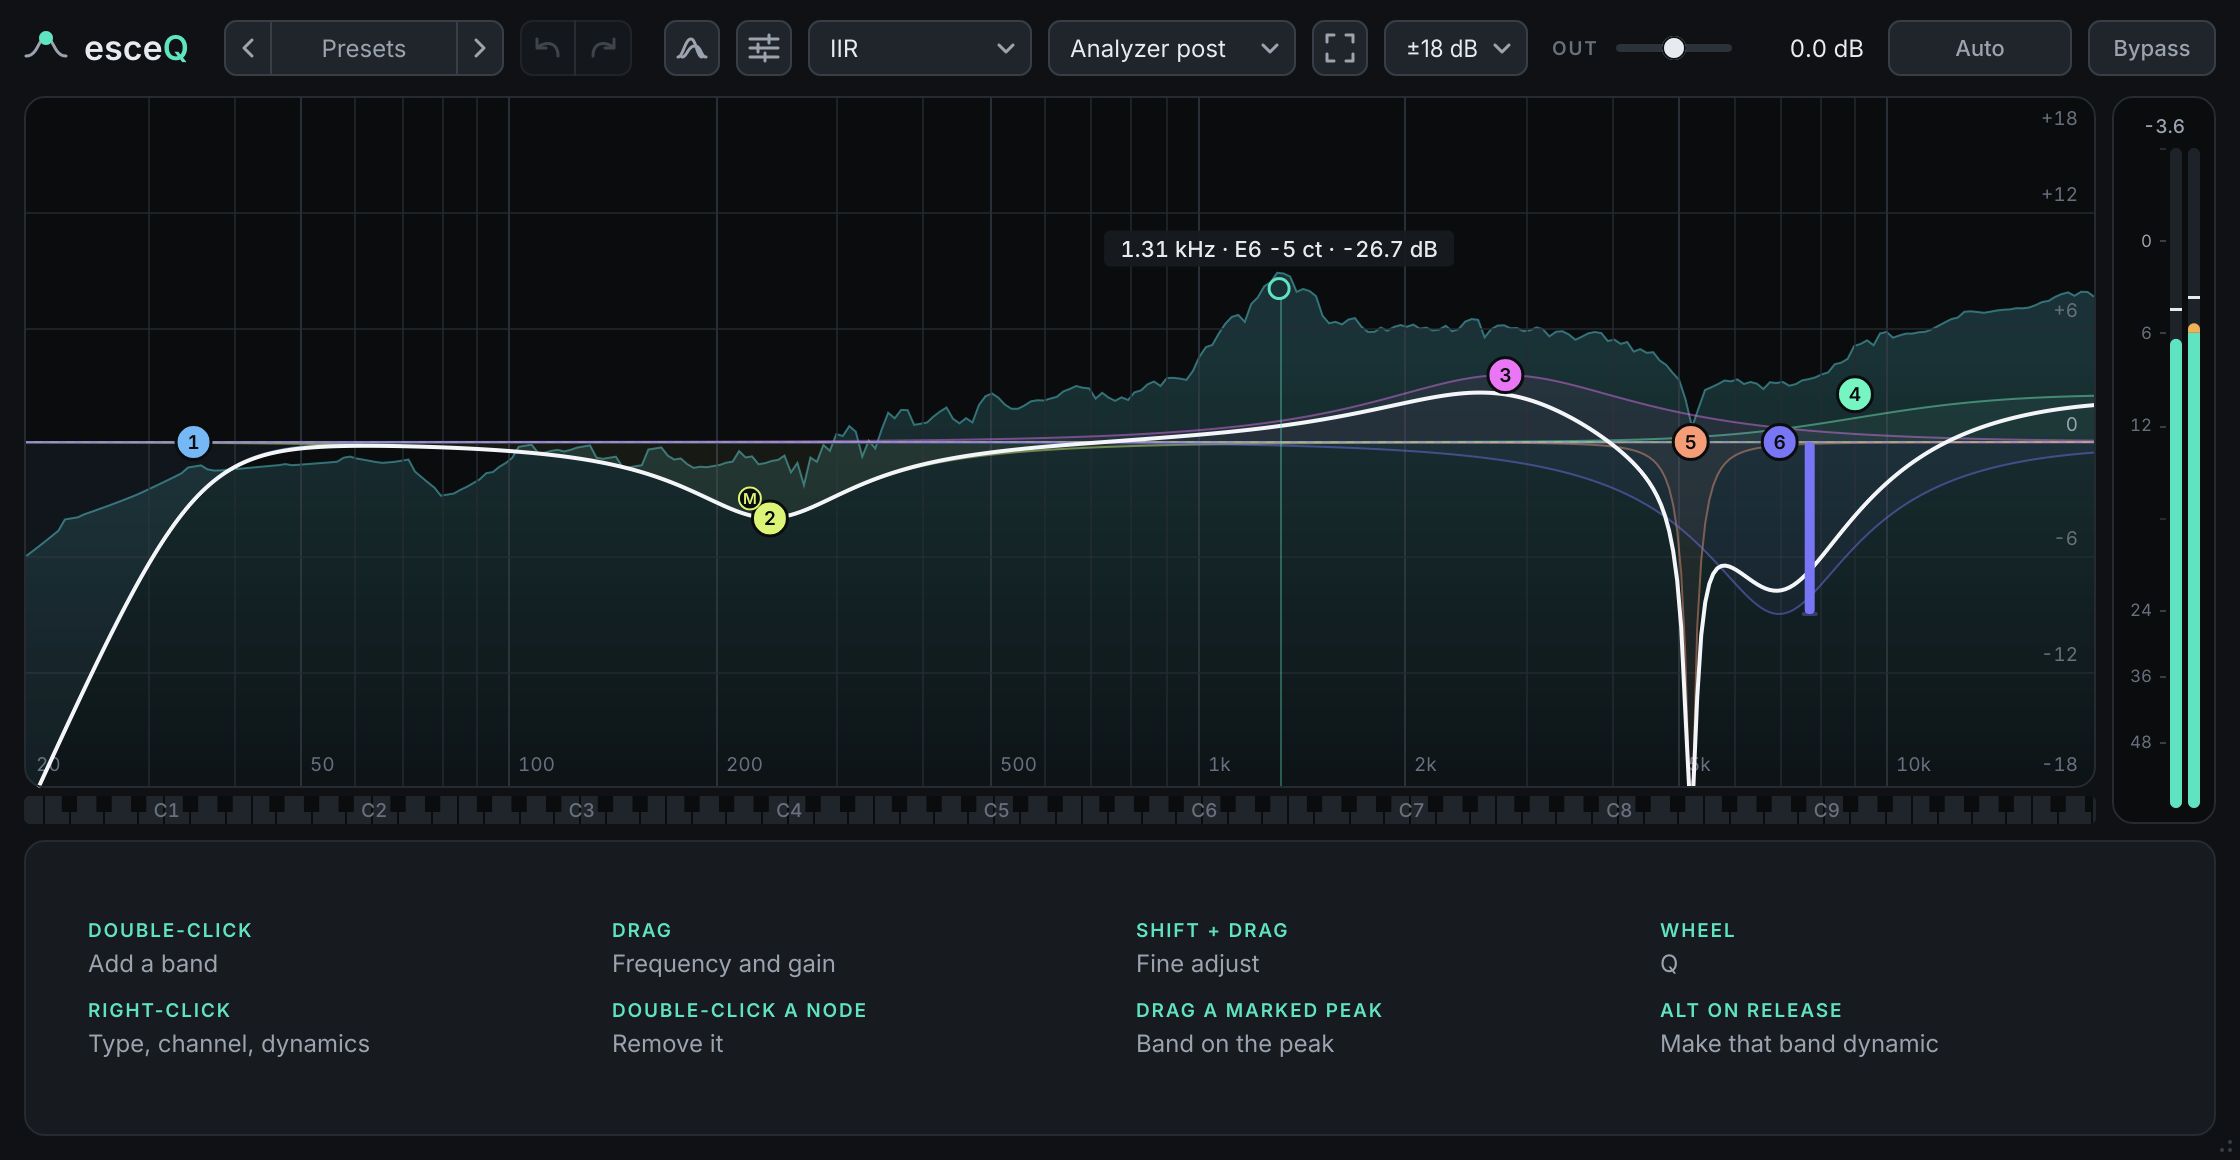 esceQ
Presets
IIR
Analyzer post
±18 dB
OUT
0.0 dB
Auto
Bypass
+18
+12
+6
0
-6
-12
-18
1.31 kHz · E6 -5 ct · -26.7 dB
1
M
2
3
4
5
6
20
50
100
200
500
1k
2k
5k
10k
C1
C2
C3
C4
C5
C6
C7
C8
C9
-3.6
0
6
12
24
36
48
DOUBLE-CLICK
Add a band
DRAG
Frequency and gain
SHIFT + DRAG
Fine adjust
WHEEL
Q
RIGHT-CLICK
Type, channel, dynamics
DOUBLE-CLICK A NODE
Remove it
DRAG A MARKED PEAK
Band on the peak
ALT ON RELEASE
Make that band dynamic